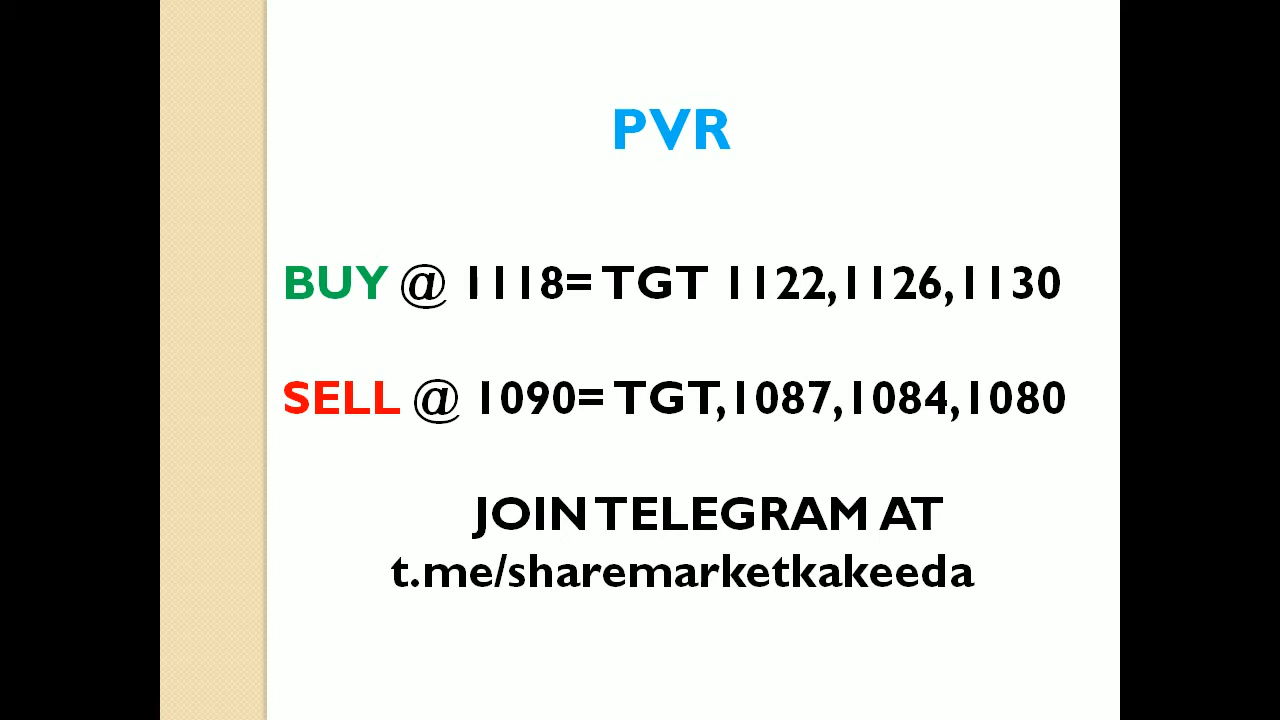 PVR
BUY @ 1118= TGT 1122,1126,1130
SELL @ 1090= TGT,1087,1084,1080
JOIN TELEGRAM AT
t.me/sharemarketkakeeda